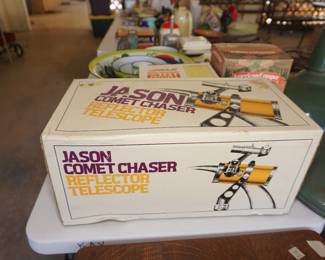 JASON
COMET CHASER
REFLECTOR
TELESCOPE
JASON
COMET CHASER
REFLECTOR
TELESCOPE